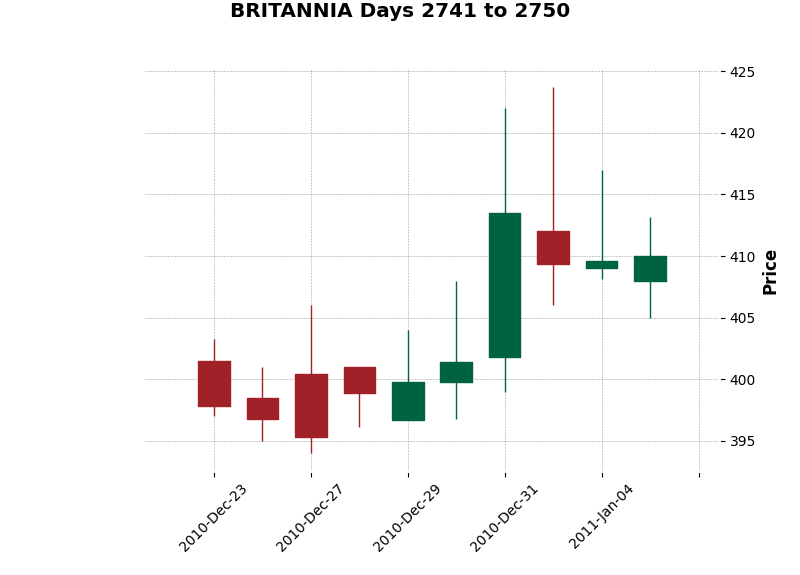 BRITANNIA Days 2741 to 2750
425
420
415
410
405
400
395
Price
2010-Dec-23
2010-Dec-27
2010-Dec-29
2010-Dec-31
2011-Jan-04